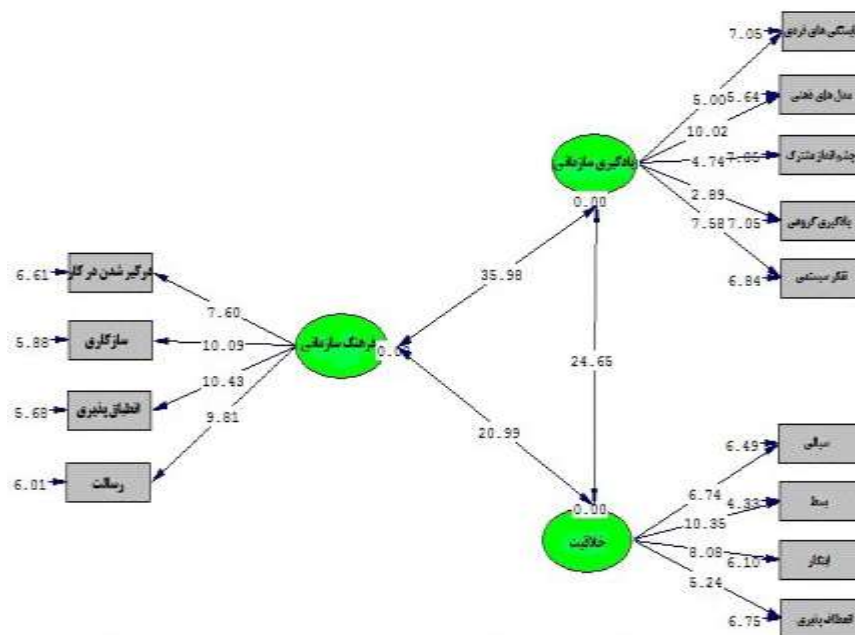 7.05
شایستگی های فردی
5.00
5.64
مدل های ذهنی
10.02
یادگیری سازمانی
4.74
7.05
چشم انداز مشترک
2.89
0.00
7.58
7.05
یادگیری گروهی
6.84
تفکر سیستمی
6.61
درگیر شدن در کار
35.98
7.60
5.88
سازگاری
10.09
فرهنگ سازمانی
0.00
24.65
10.43
5.68
انطباق پذیری
9.81
20.99
6.49
سیالی
6.01
رسالت
6.74
4.33
بسط
10.35
0.00
خلاقیت
8.08
6.10
ابتکار
5.24
6.75
انعطاف پذیری